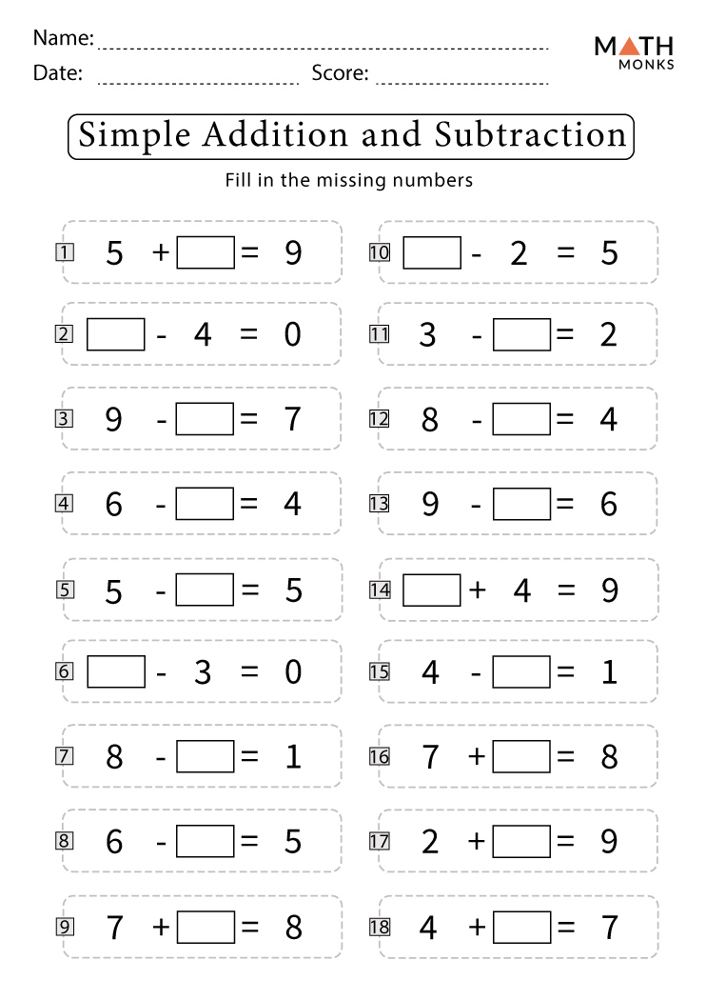 Name:
MATH
MONKS
Date: Score:
Simple Addition and Subtraction
Fill in the missing numbers
1 5 + = 9
10 - 2 = 5
2 - 4 = 0
11 3 - = 2
3 9 - = 7
12 8 - = 4
4 6 - = 4
13 9 - = 6
5 5 - = 5
14 + 4 = 9
6 - 3 = 0
15 4 - = 1
7 8 - = 1
16 7 + = 8
8 6 - = 5
17 2 + = 9
9 7 + = 8
18 4 + = 7